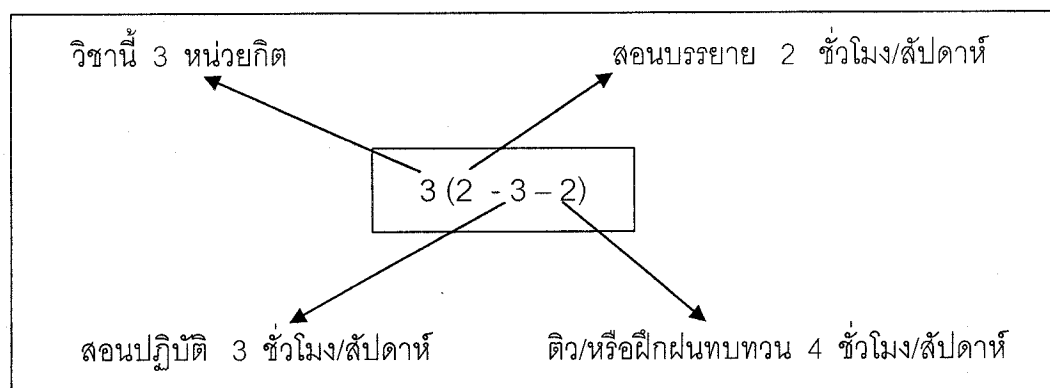 วิชานี้ 3 หน่วยกิต
สอนบรรยาย 2 ชั่วโมง/สัปดาห์
3 (2 - 3 – 2)
สอนปฏิบัติ 3 ชั่วโมง/สัปดาห์
ติว/หรือฝึกฝนทบทวน 4 ชั่วโมง/สัปดาห์